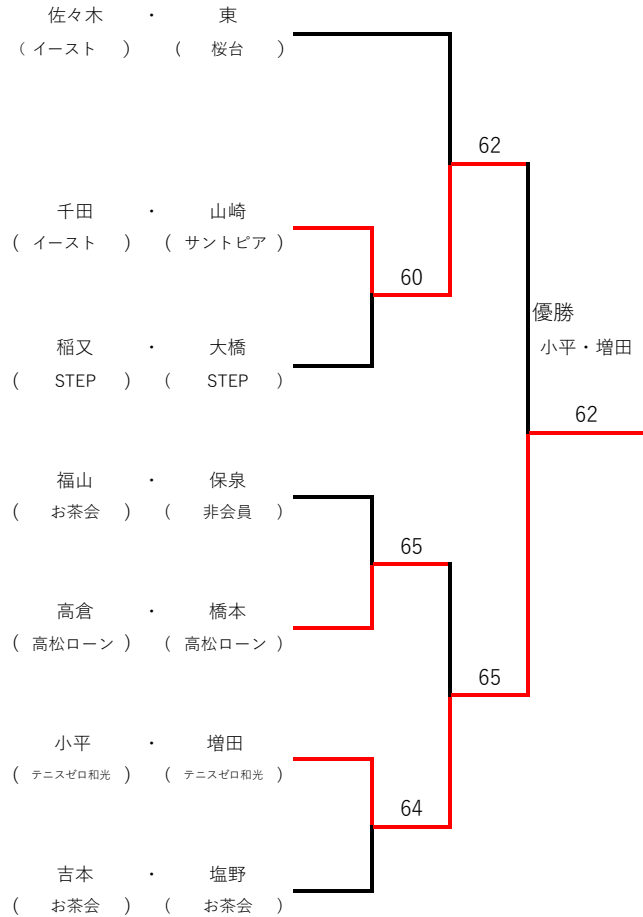 佐々木 ・ 東
( イースト ) ( 桜台 )
62
千田 ・ 山崎
( イースト ) ( サントピア )
60
優勝
稲又 ・ 大橋
小平・増田
( STEP ) ( STEP )
62
福山 ・ 保泉
( お茶会 ) ( 非会員 )
65
高倉 ・ 橋本
( 高松ローン ) ( 高松ローン )
65
小平 ・ 増田
( テニスゼロ和光 ) ( テニスゼロ和光 )
64
吉本 ・ 塩野
( お茶会 ) ( お茶会 )